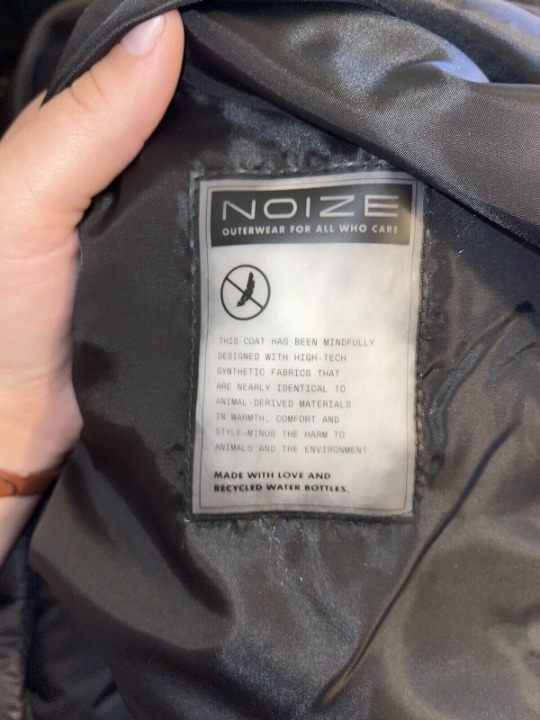 NOIZE
OUTERWEAR FOR ALL WHO CARE
THIS COAT HAS BEEN MINDFULLY
DESIGNED WITH HIGH-TECH
SYNTHETIC FABRICS THAT
ARE NEARLY IDENTICAL TO
ANIMAL-DERIVED MATERIALS
IN WARMTH, COMFORT AND
STYLE-MINUS THE HARM TO
ANIMALS AND THE ENVIRONMENT
MADE WITH LOVE AND
RECYCLED WATER BOTTLES.